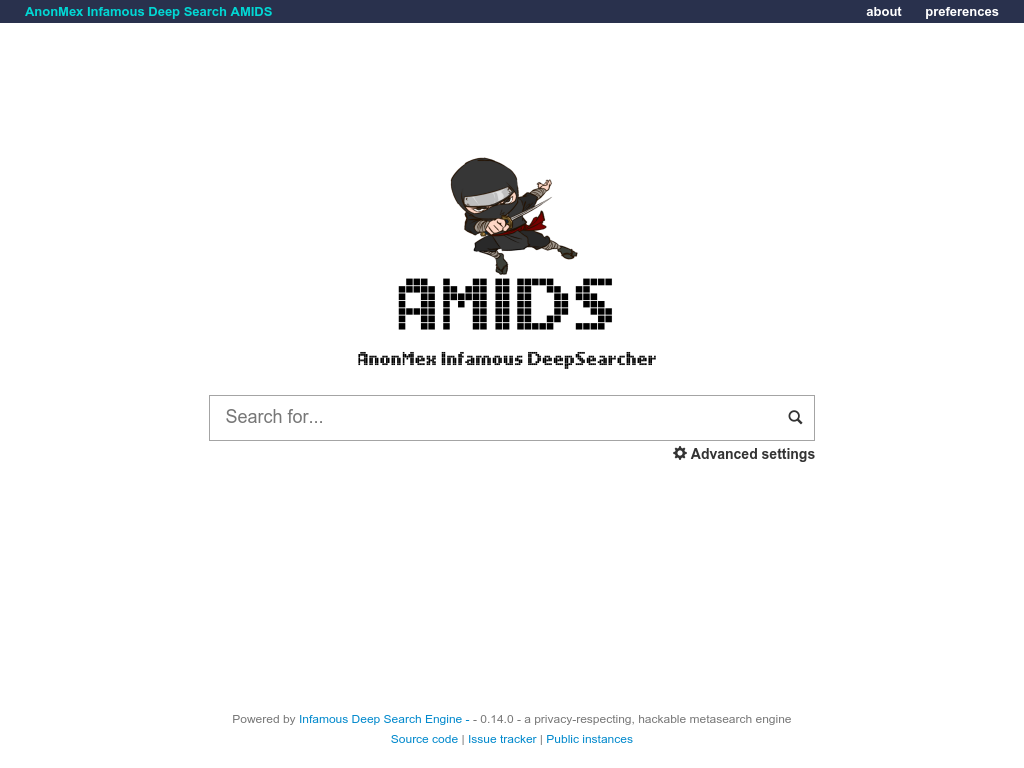 AnonMex Infamous Deep Search AMIDS about preferences
AMIDS
AnonMex Infamous DeepSearcher
Search for...
Advanced settings
Powered by Infamous Deep Search Engine - - 0.14.0 - a privacy-respecting, hackable metasearch engine
Source code | Issue tracker | Public instances